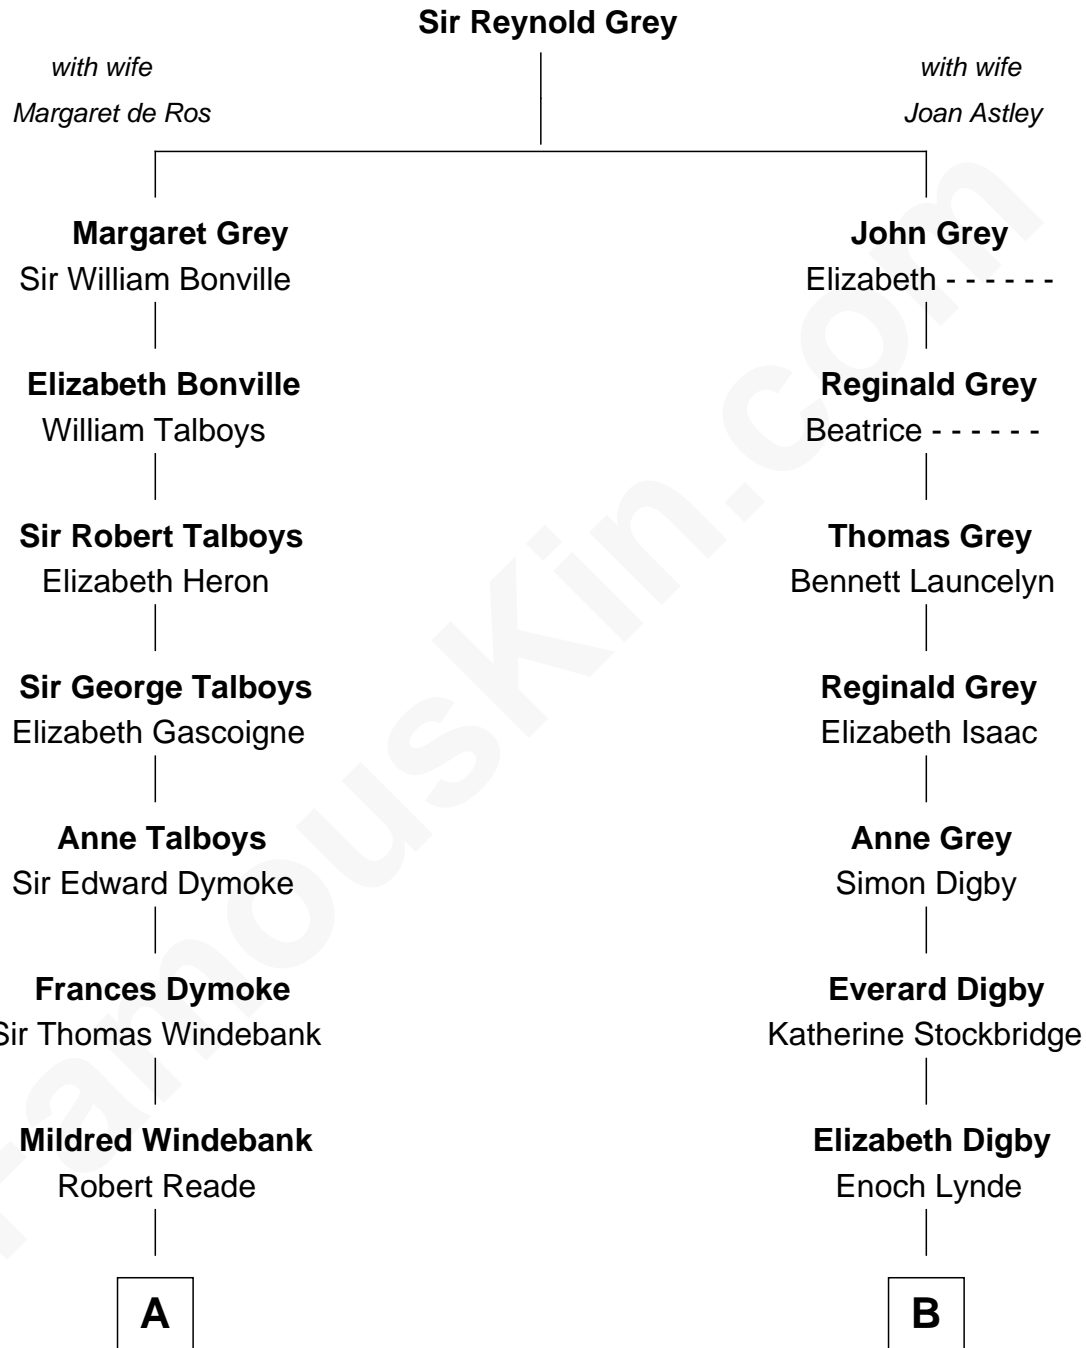 Sir Reynold Grey
with wife
Margaret de Ros
with wife
Joan Astley
Margaret Grey
Sir William Bonville
John Grey
Elizabeth - - - - - -
Elizabeth Bonville
William Talboys
Reginald Grey
Beatrice - - - - - -
Sir Robert Talboys
Elizabeth Heron
Thomas Grey
Bennett Launcelyn
Sir George Talboys
Elizabeth Gascoigne
Reginald Grey
Elizabeth Isaac
Anne Talboys
Sir Edward Dymoke
Anne Grey
Simon Digby
Frances Dymoke
Sir Thomas Windebank
Everard Digby
Katherine Stockbridge
Mildred Windebank
Robert Reade
Elizabeth Digby
Enoch Lynde
A
B
FamousKin.com